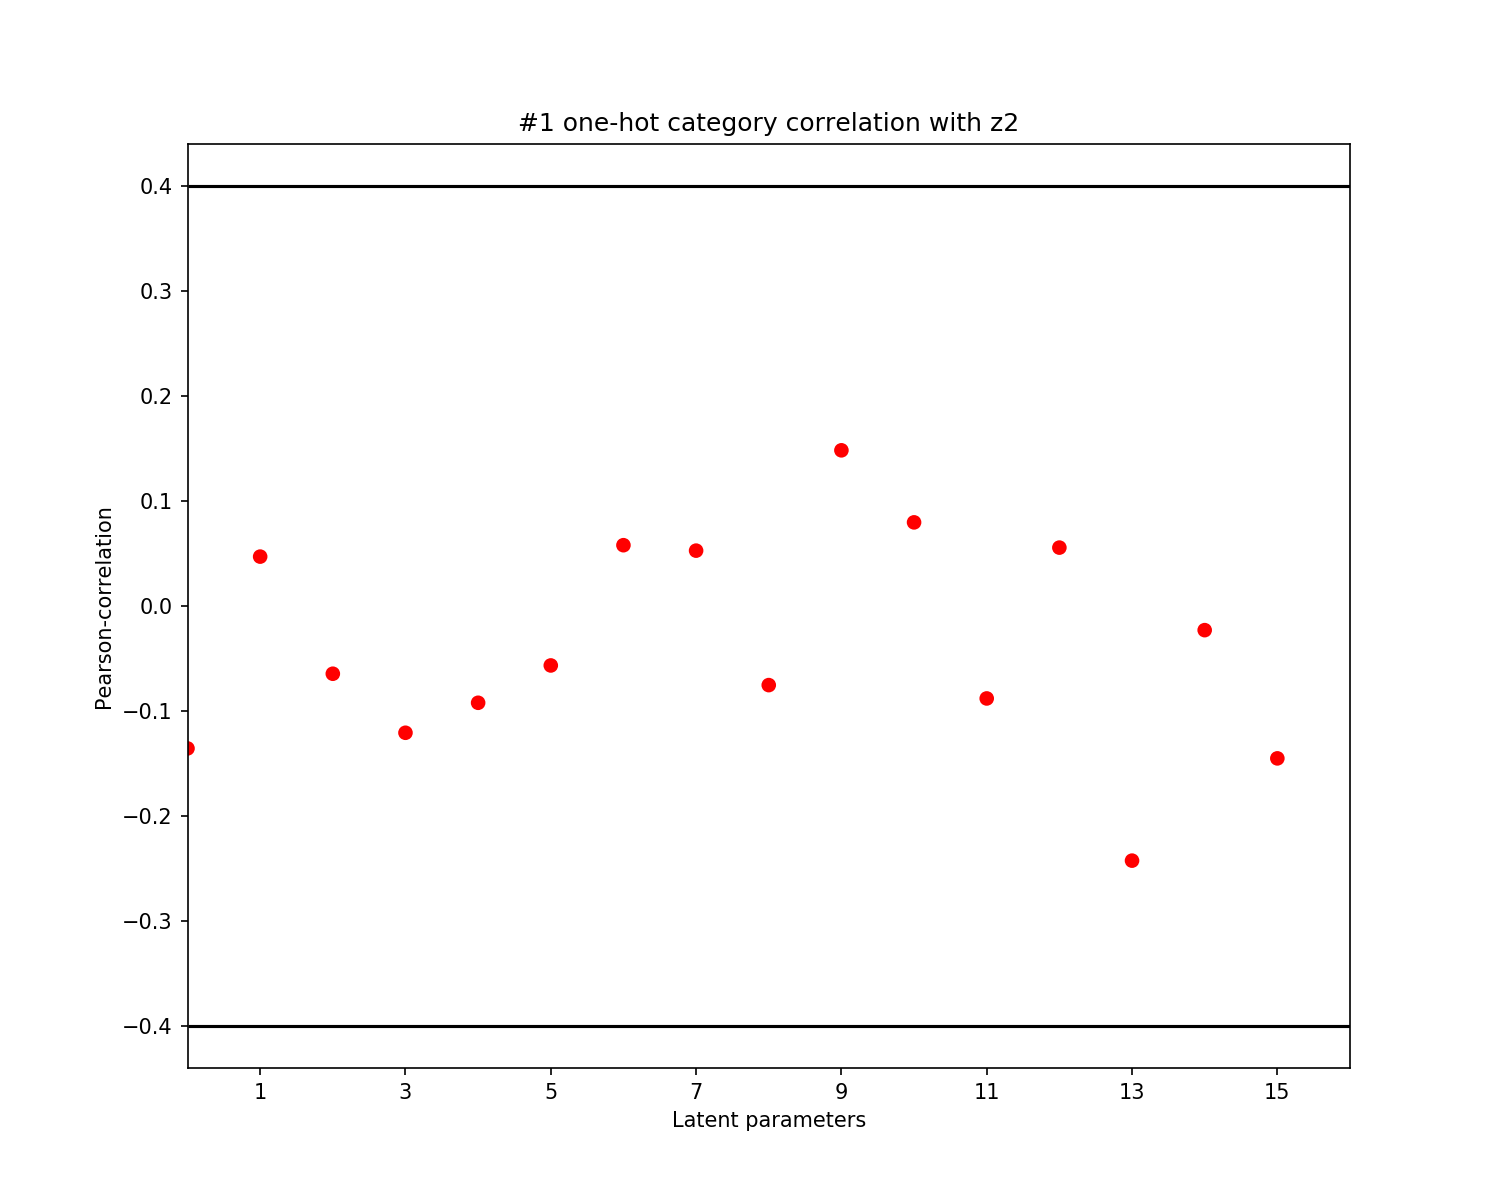 #1 one-hot category correlation with z2
0.4
0.3
0.2
0.1
0.0
−0.1
−0.2
−0.3
−0.4
Pearson-correlation
1 3 5 7 9 11 13 15
Latent parameters